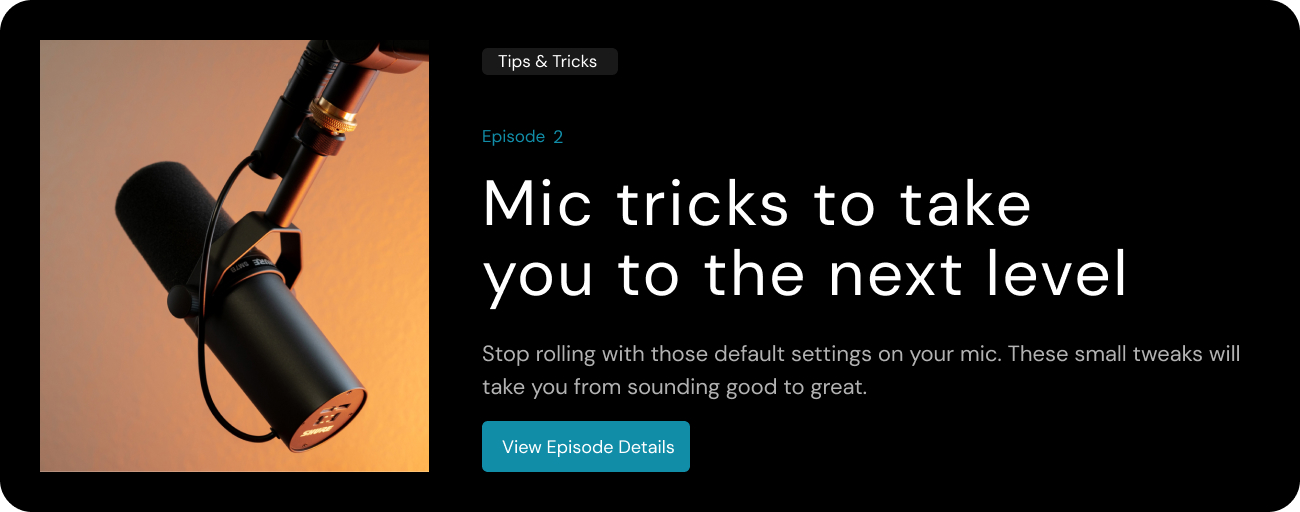 Tips & Tricks
Episode 2
Mic tricks to take
you to the next level
Stop rolling with those default settings on your mic. These small tweaks will
take you from sounding good to great.
View Episode Details